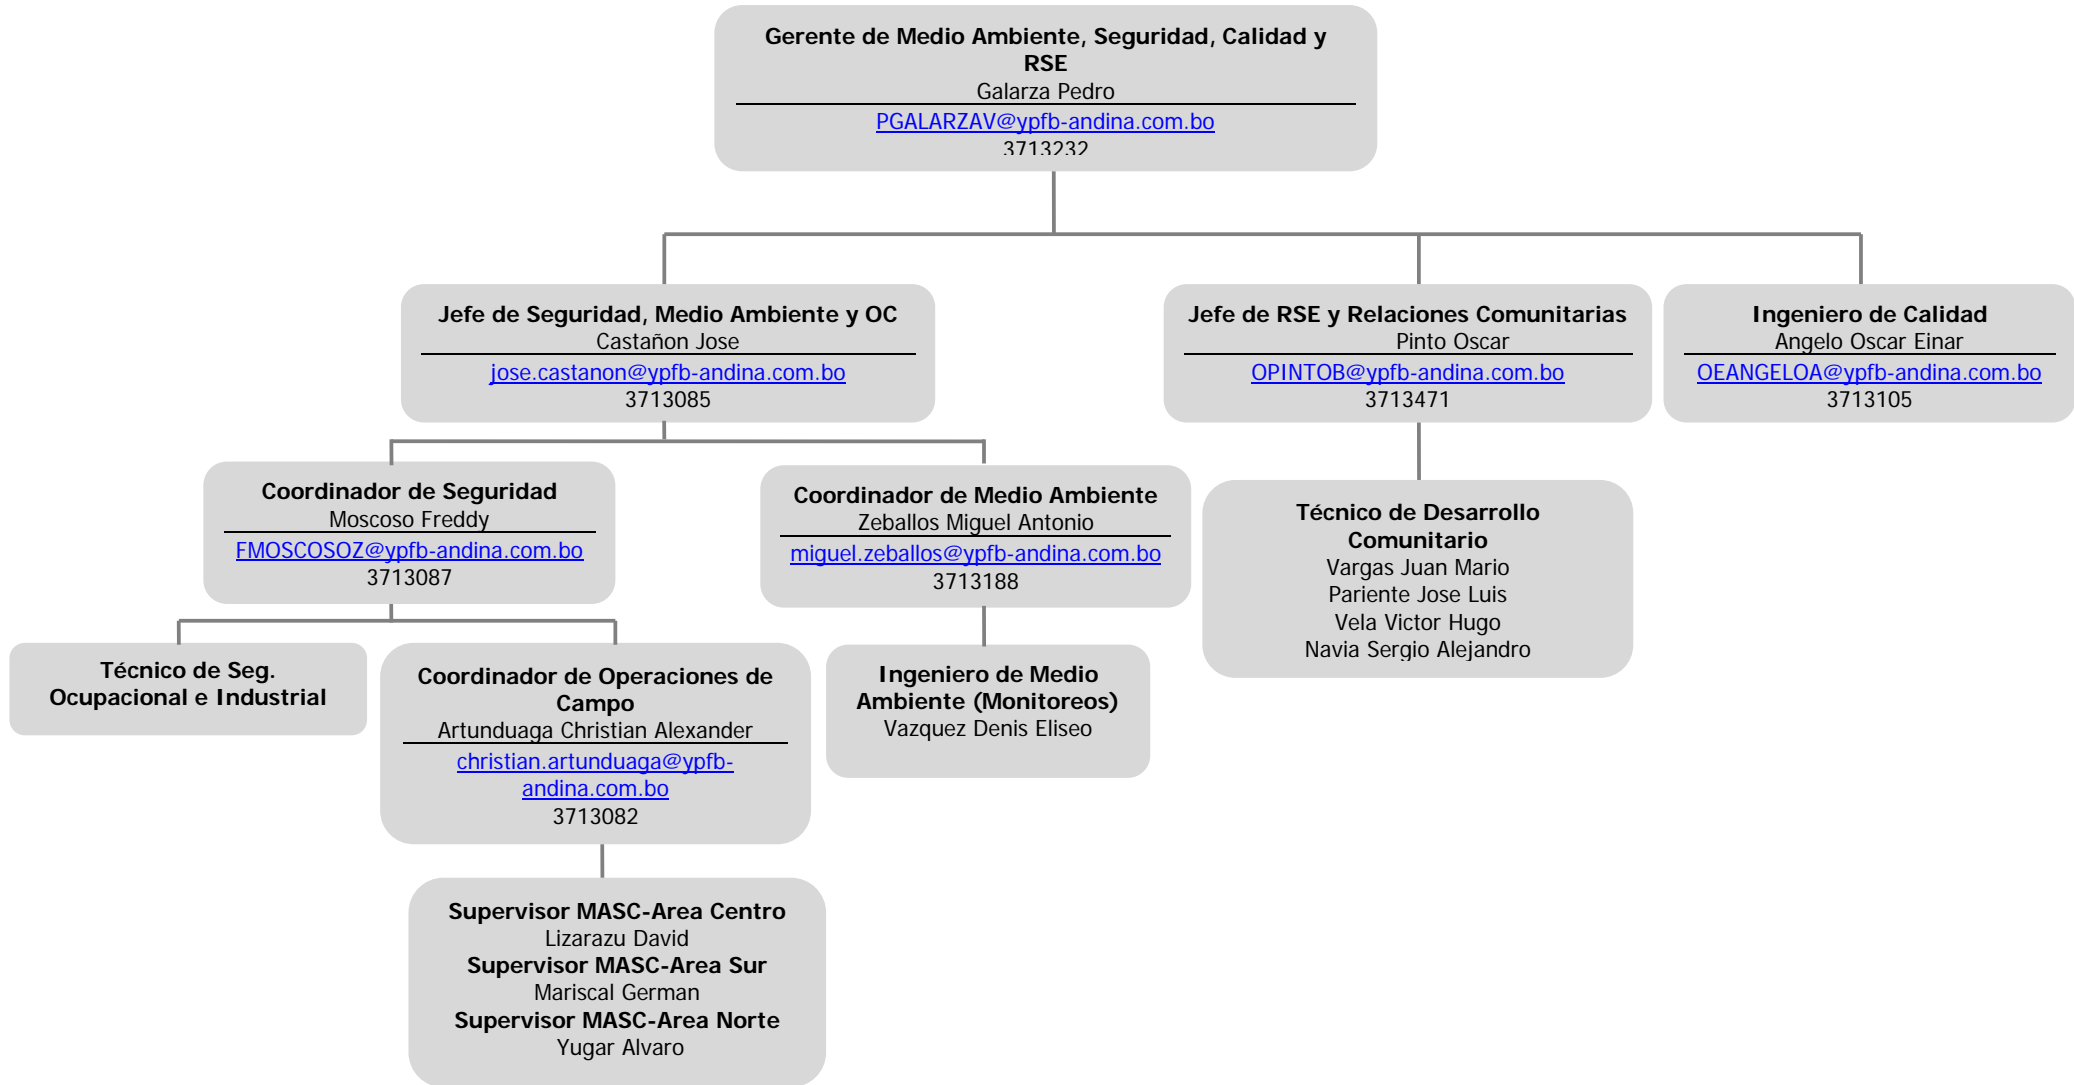 Gerente de Medio Ambiente, Seguridad, Calidad y
RSE
Galarza Pedro
PGALARZAV@ypfb-andina.com.bo
3713232
Jefe de Seguridad, Medio Ambiente y OC
Castañon Jose
jose.castanon@ypfb-andina.com.bo
3713085
Jefe de RSE y Relaciones Comunitarias
Pinto Oscar
OPINTOB@ypfb-andina.com.bo
3713471
Ingeniero de Calidad
Angelo Oscar Einar
OEANGELOA@ypfb-andina.com.bo
3713105
Coordinador de Seguridad
Moscoso Freddy
FMOSCOSOZ@ypfb-andina.com.bo
3713087
Coordinador de Medio Ambiente
Zeballos Miguel Antonio
miguel.zeballos@ypfb-andina.com.bo
3713188
Técnico de Desarrollo
Comunitario
Vargas Juan Mario
Pariente Jose Luis
Vela Victor Hugo
Navia Sergio Alejandro
Técnico de Seg.
Ocupacional e Industrial
Coordinador de Operaciones de
Campo
Artunduaga Christian Alexander
christian.artunduaga@ypfb-
andina.com.bo
3713082
Ingeniero de Medio
Ambiente (Monitoreos)
Vazquez Denis Eliseo
Supervisor MASC-Area Centro
Lizarazu David
Supervisor MASC-Area Sur
Mariscal German
Supervisor MASC-Area Norte
Yugar Alvaro